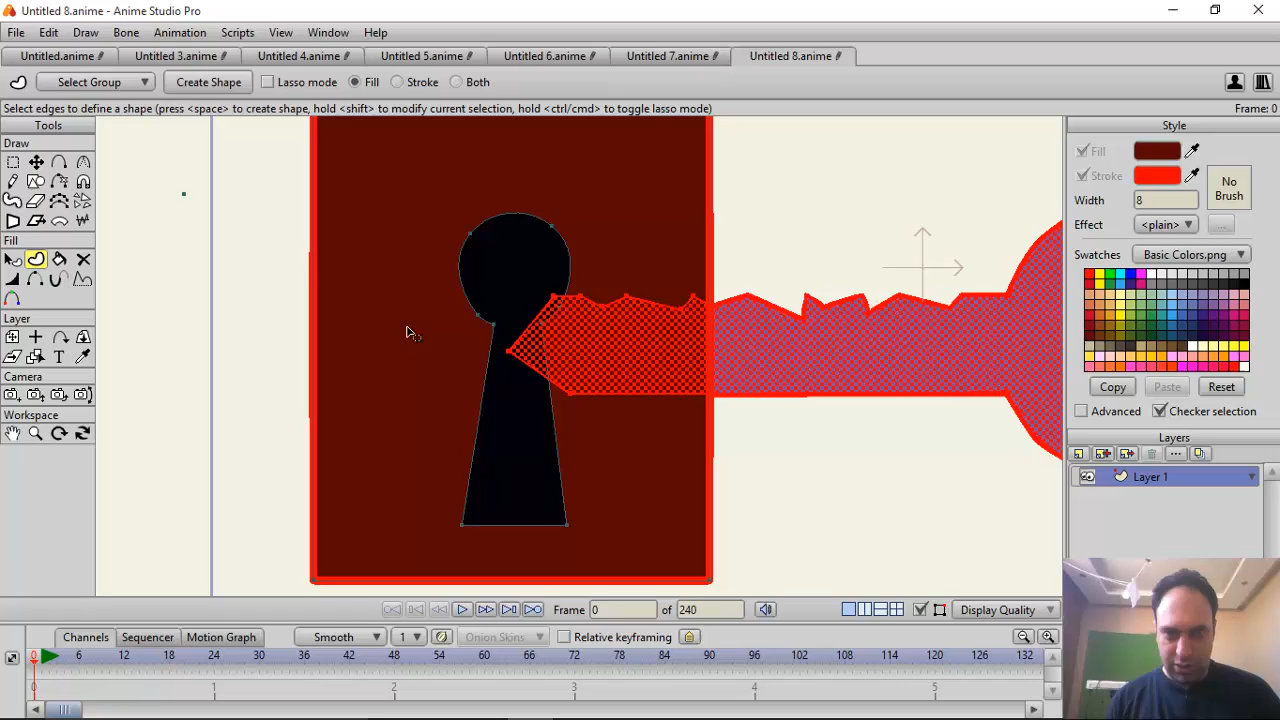 Untitled 8.anime - Anime Studio Pro
File Edit Draw Bone Animation Scripts View Window Help
Untitled.anime Untitled 3.anime Untitled 4.anime Untitled 5.anime Untitled 6.anime Untitled 7.anime Untitled 8.anime
Select Group Create Shape Lasso mode Fill Stroke Both
Select edges to define a shape (press <space> to create shape, hold <shift> to modify current selection, hold <ctrl/cmd> to toggle lasso mode) Frame: 0
Tools
Draw
Fill
Layer
T
Camera
Workspace
Style
Fill
Stroke
No Brush
Width 8
Effect <plain> ...
Swatches Basic Colors.png
Copy Paste Reset
Advanced Checker selection
Layers
Layer 1
Frame 0 of 240 Display Quality
Channels Sequencer Motion Graph Smooth 1 Onion Skins Relative keyframing
0 6 12 18 24 30 36 42 48 54 60 66 72 78 84 90 96 102 108 114 120 126 132
0 1 2 3 4 5